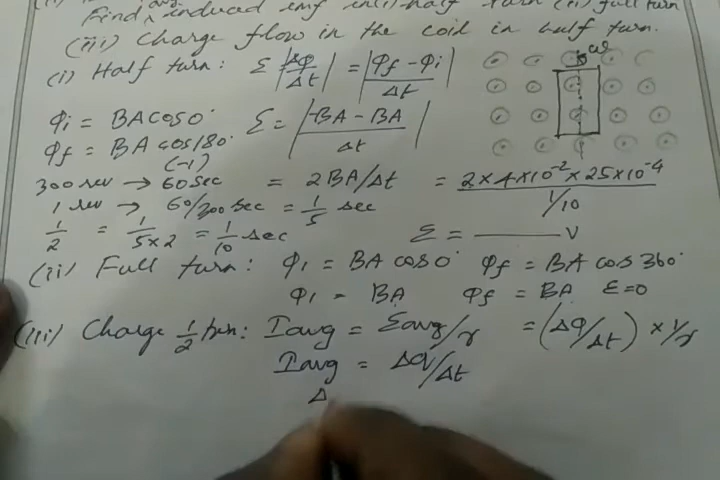 Find avg. induced emf in (i) half turn (ii) full turn
(iii) Charge flow in the coil in half turn.
(i) Half turn: ε |Δφ/Δt| = |φf - φi / Δt|
ω
φi = BA cos0° ε = |-BA - BA / Δt|
φf = BA cos180°
(-1)
300 rev → 60 sec = 2BA/Δt = 2×4×10⁻²×25×10⁻⁴ / 1/10
1 rev → 60/300 sec = 1/5 sec
1/2 = 1/5×2 = 1/10 sec ε = ——— V
(ii) Full turn: φi = BA cos0° φf = BA cos360°
φi = BA φf = BA ε=0
(iii) Charge 1/2 turn: Iavg = εavg/r = (Δφ/Δt) × 1/r
Iavg = Δq/Δt
Δ